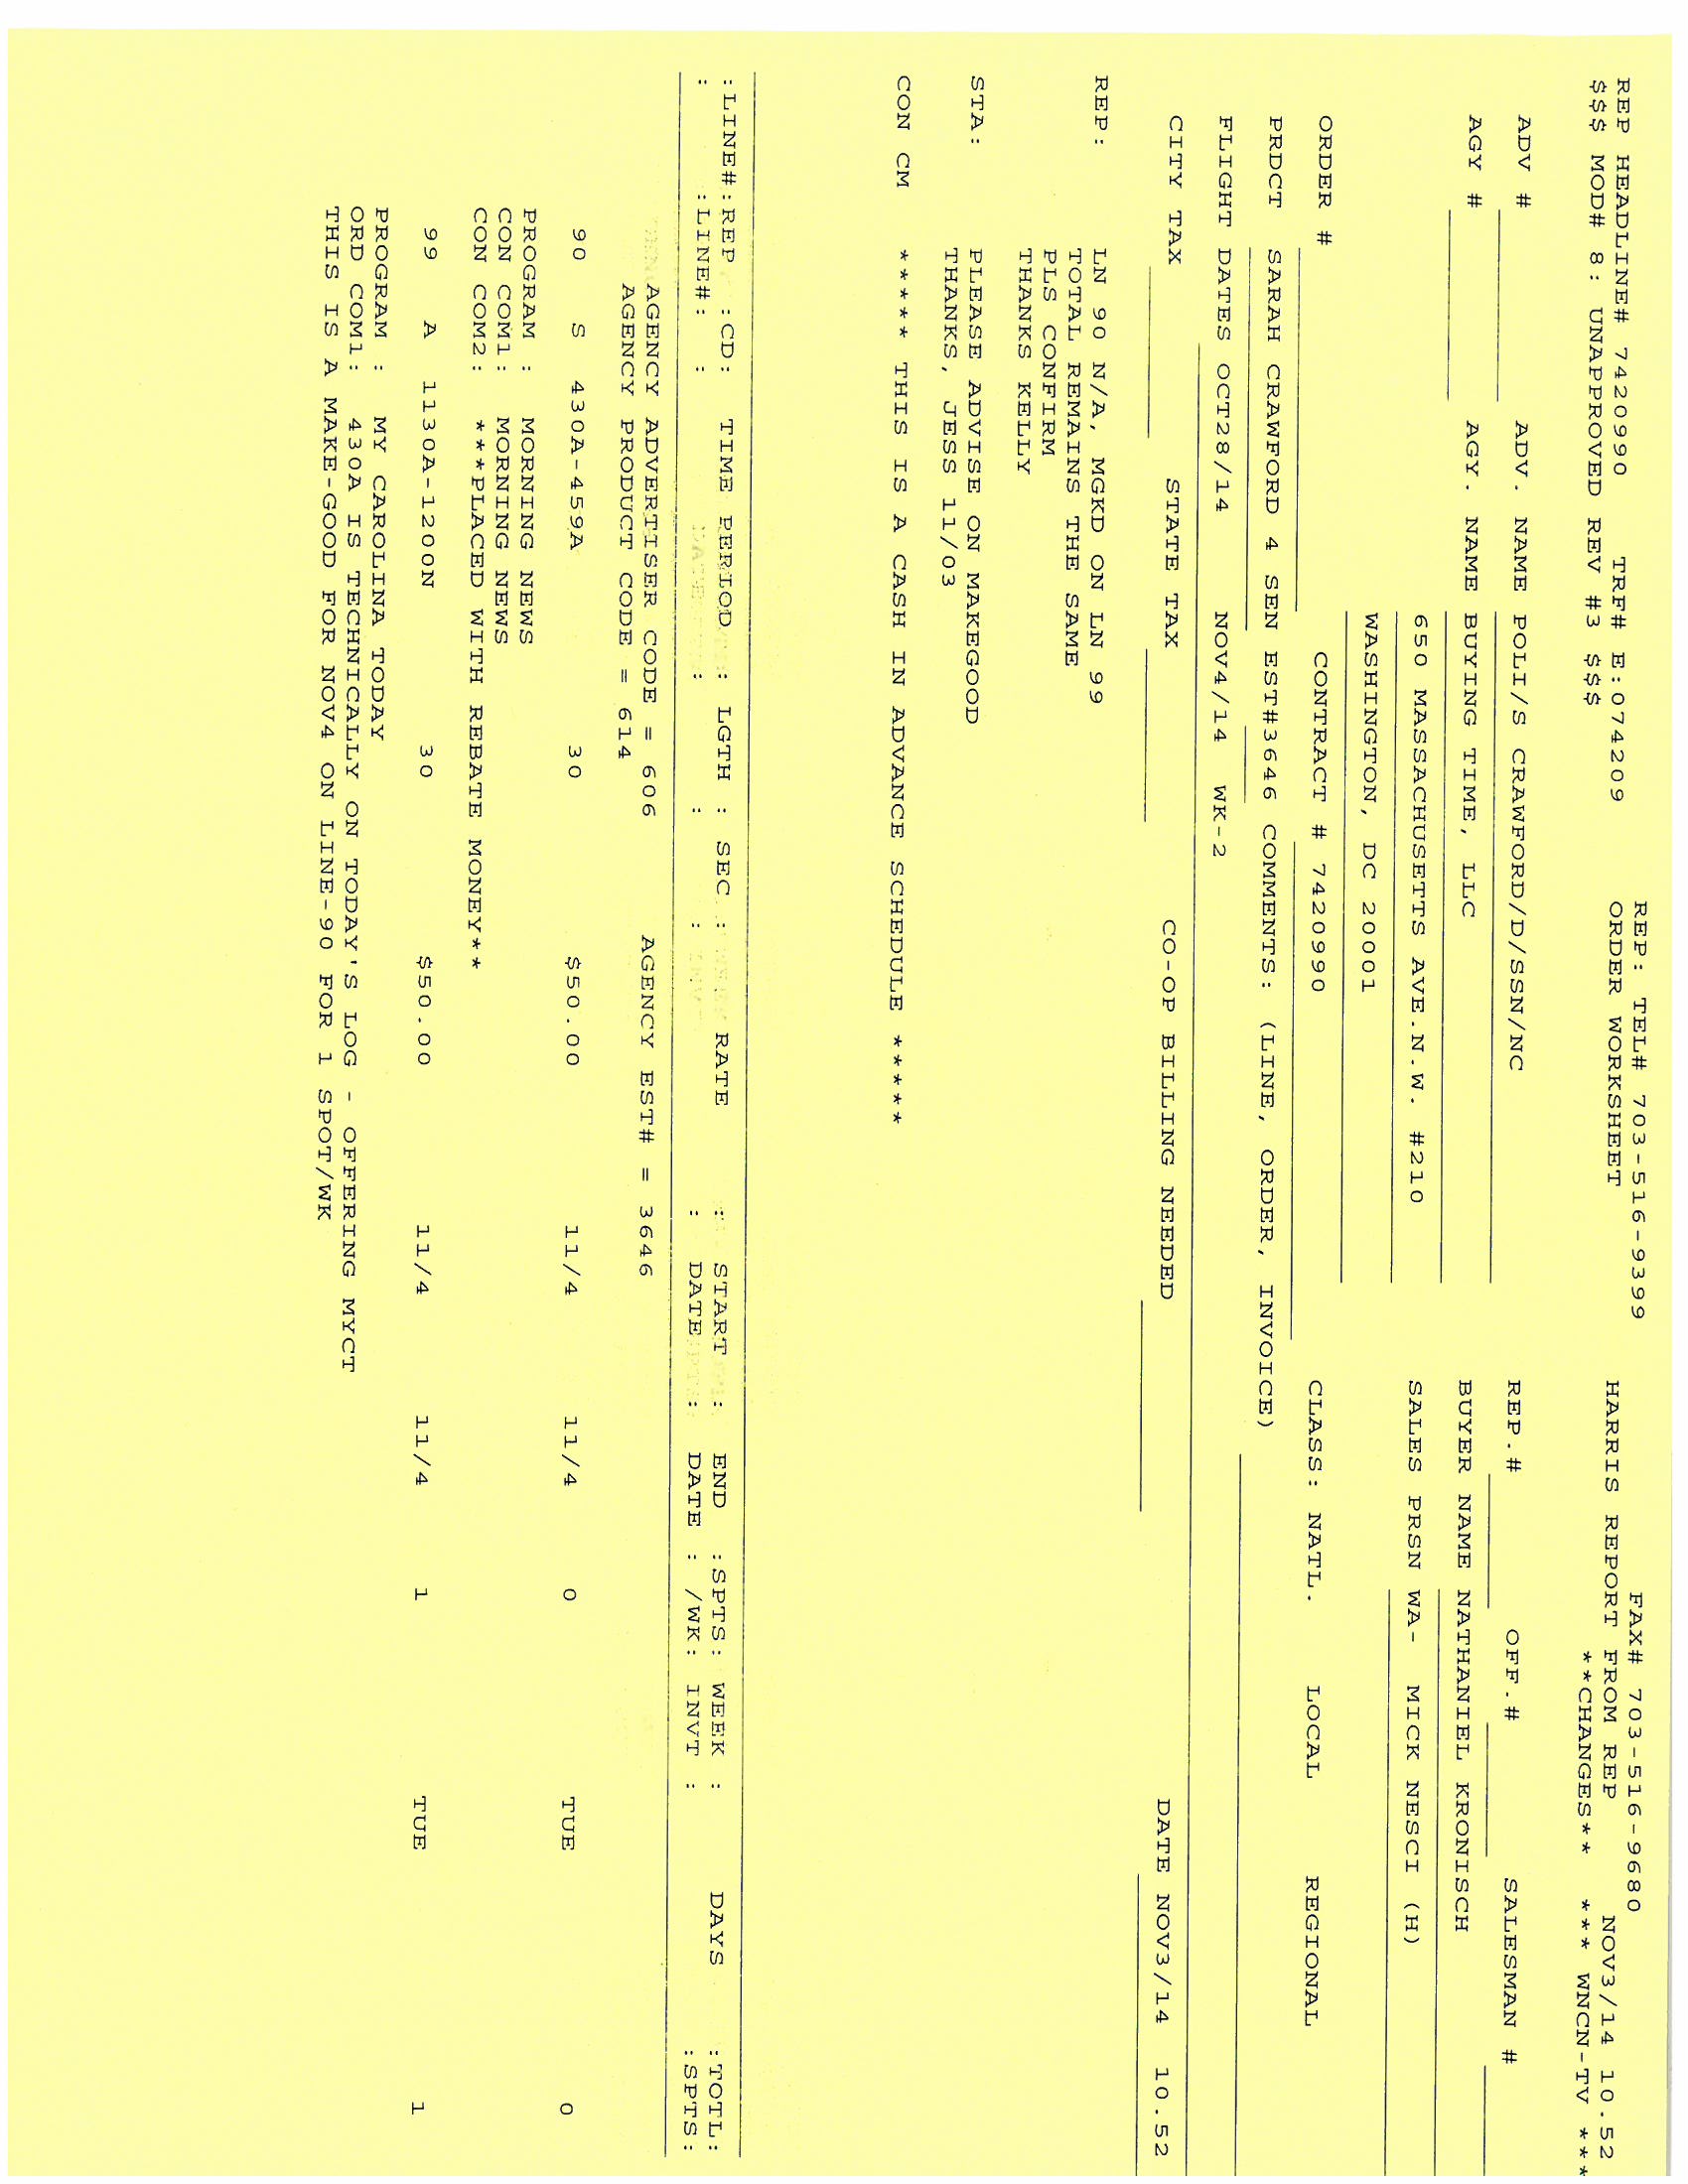 REP: TEL# 703-516-9399 FAX# 703-516-9680
REP HEADLINE# 7420990 TRF# E:074209 ORDER WORKSHEET HARRIS REPORT FROM REP NOV3/14 10.52
$$$ MOD# 8: UNAPPROVED REV #3 $$$ **CHANGES** *** WNCN-TV ***
ADV # ADV. NAME POLI/S CRAWFORD/D/SSN/NC REP.# OFF.# SALESMAN #
AGY # AGY. NAME BUYING TIME, LLC BUYER NAME NATHANIEL KRONISCH
650 MASSACHUSETTS AVE.N.W. #210 SALES PRSN WA- MICK NESCI (H)
WASHINGTON, DC 20001
ORDER # CONTRACT # 7420990 CLASS: NATL. LOCAL REGIONAL
PRDCT SARAH CRAWFORD 4 SEN EST#3646 COMMENTS: (LINE, ORDER, INVOICE)
FLIGHT DATES OCT28/14 NOV4/14 WK-2
CITY TAX STATE TAX CO-OP BILLING NEEDED DATE NOV3/14 10.52
REP: LN 90 N/A, MGKD ON LN 99
TOTAL REMAINS THE SAME
PLS CONFIRM
THANKS KELLY
STA: PLEASE ADVISE ON MAKEGOOD
THANKS, JESS 11/03
CON CM ***** THIS IS A CASH IN ADVANCE SCHEDULE *****
:LINE#:REP :CD: TIME PERIOD : LGTH : SEC : RATE : START : END :SPTS: WEEK : DAYS :TOTL:
: :LINE#: : : : : : DATE : DATE : /WK: INVT : :SPTS:
AGENCY ADVERTISER CODE = 606 AGENCY EST# = 3646
AGENCY PRODUCT CODE = 614
90 S 430A-459A 30 $50.00 11/4 11/4 0 TUE 0
PROGRAM : MORNING NEWS
CON COM1: MORNING NEWS
CON COM2: ***PLACED WITH REBATE MONEY**
99 A 1130A-1200N 30 $50.00 11/4 11/4 1 TUE 1
PROGRAM : MY CAROLINA TODAY
ORD COM1: 430A IS TECHNICALLY ON TODAY'S LOG - OFFERING MYCT
THIS IS A MAKE-GOOD FOR NOV4 ON LINE-90 FOR 1 SPOT/WK